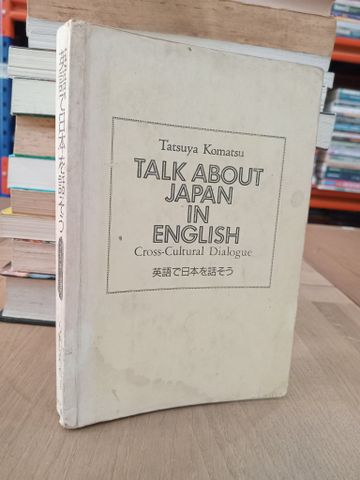 Tatsuya Komatsu
TALK ABOUT
JAPAN
IN
ENGLISH
Cross-Cultural Dialogue
英語で日本を話そう
英語で日本を話そう